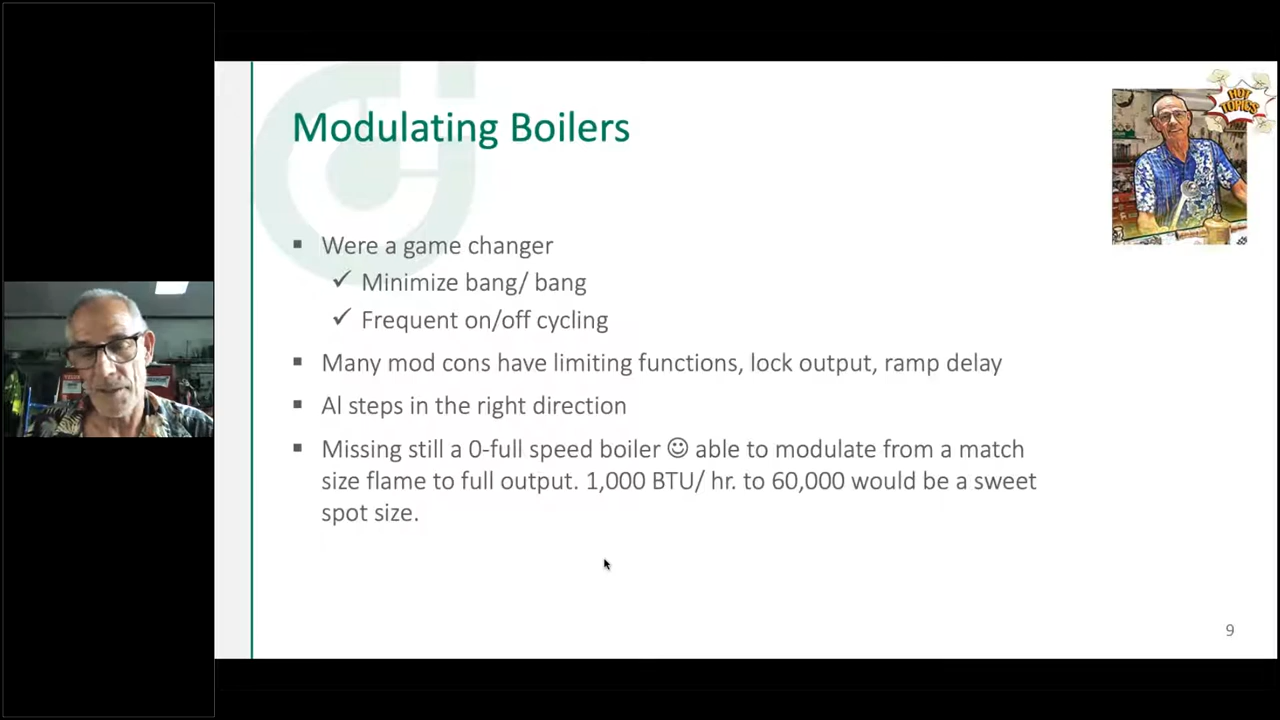 Modulating Boilers
HOT
TOPICS
▪ Were a game changer
✓ Minimize bang/ bang
✓ Frequent on/off cycling
▪ Many mod cons have limiting functions, lock output, ramp delay
▪ Al steps in the right direction
▪ Missing still a 0-full speed boiler ☺ able to modulate from a match
size flame to full output. 1,000 BTU/ hr. to 60,000 would be a sweet
spot size.
9